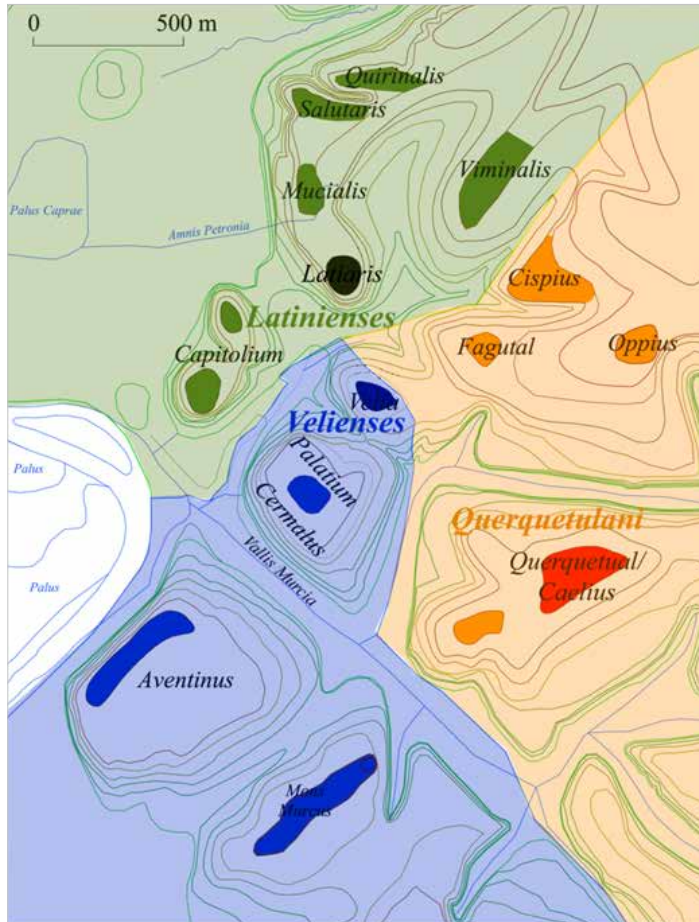 0 500 m
Quirinalis
Salutaris
Viminalis
Mucialis
Palus Caprae
Amnis Petronia
Latiaris
Cispius
Latinienses
Capitolium
Fagutal
Oppius
Velia
Velienses
Palatium
Cermalus
Palus
Querquetulani
Vallis Murcia
Querquetual/
Caelius
Palus
Aventinus
Mons
Murcus